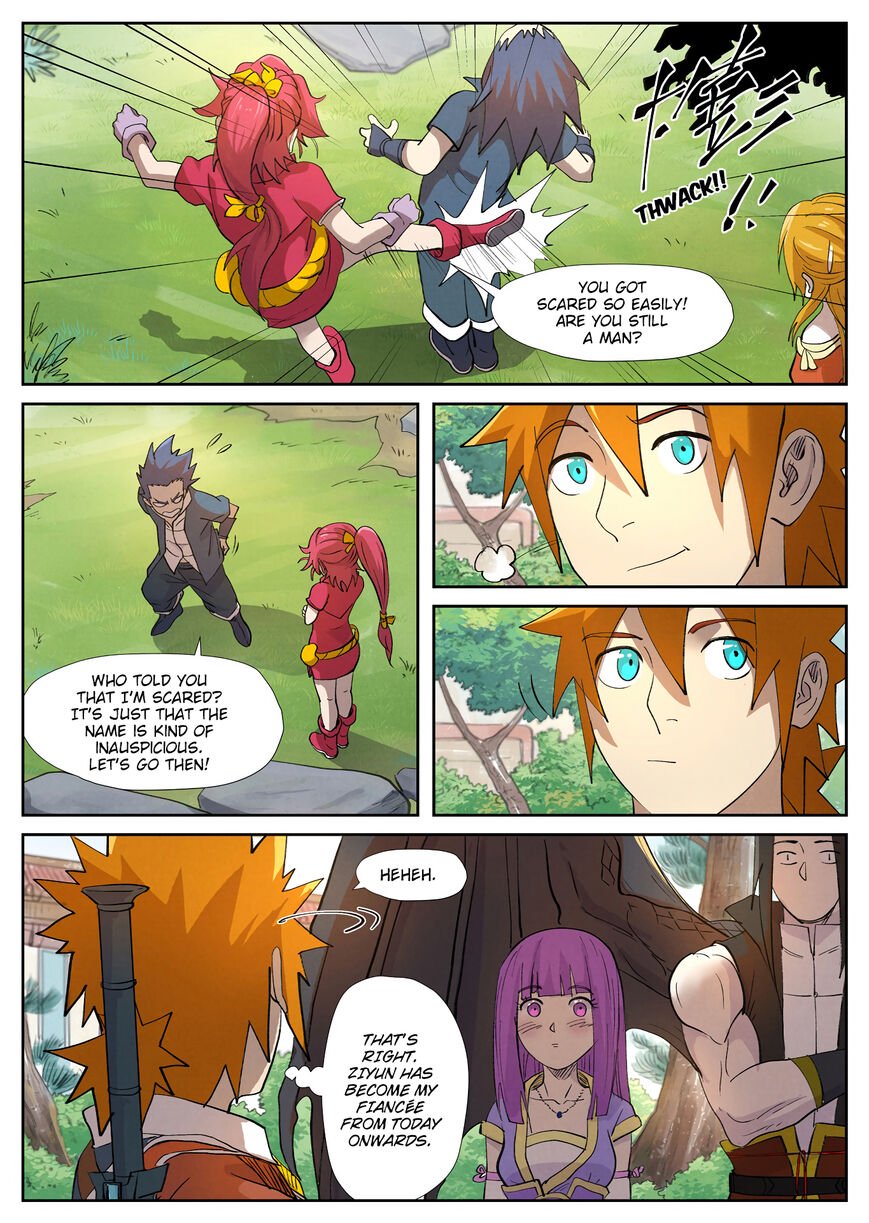 THWACK!!
YOU GOT
SCARED SO EASILY!
ARE YOU STILL
A MAN?
WHO TOLD YOU
THAT I'M SCARED?
IT'S JUST THAT THE
NAME IS KIND OF
INAUSPICIOUS.
LET'S GO THEN!
HEHEH.
THAT'S
RIGHT.
ZIYUN HAS
BECOME MY
FIANCÉE
FROM TODAY
ONWARDS.